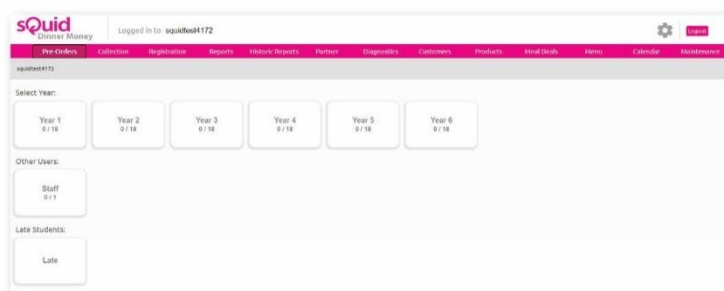 sQuid
Dinner Money
Logged in to squidtest4172
Logout
Pre-Orders Collection Registration Reports Historic Reports Partner Diagnostics Customers Products Meal Deals Menu Calendar Maintenance
squidtest4172
Select Year:
Year 1 Year 2 Year 3 Year 4 Year 5 Year 6
0 / 18 0 / 18 0 / 18 0 / 18 0 / 18 0 / 18
Other Users:
Staff
0 / 1
Late Students:
Late